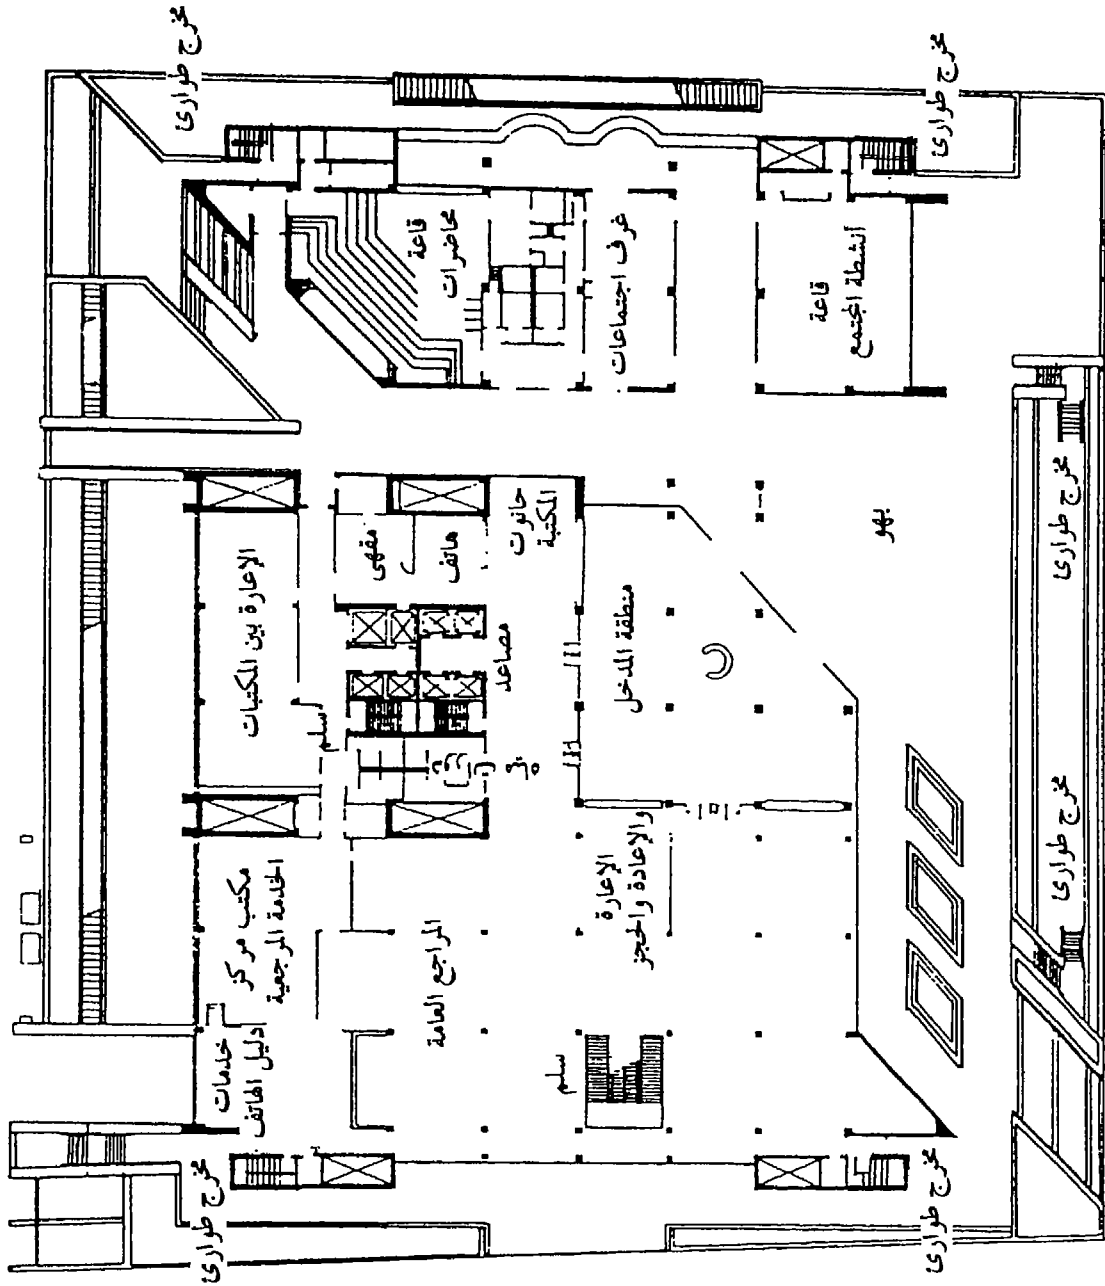 مخرج طوارئ
مخرج طوارئ
قاعة
محاضرات
غرف اجتماعات
قاعة
أنشطة المجتمع
مخرج طوارئ
مخرج طوارئ
بهو
حانوت
المكتبة
هاتف
مقهى
الإعارة بين المكتبات
مصاعد
سلم
منطقة المدخل
مكتب مركز
الخدمة المرجعية
المراجع العامة
الإعارة
والإعادة والحجز
خدمات
دليل الهاتف
سلم
مخرج طوارئ
مخرج طوارئ